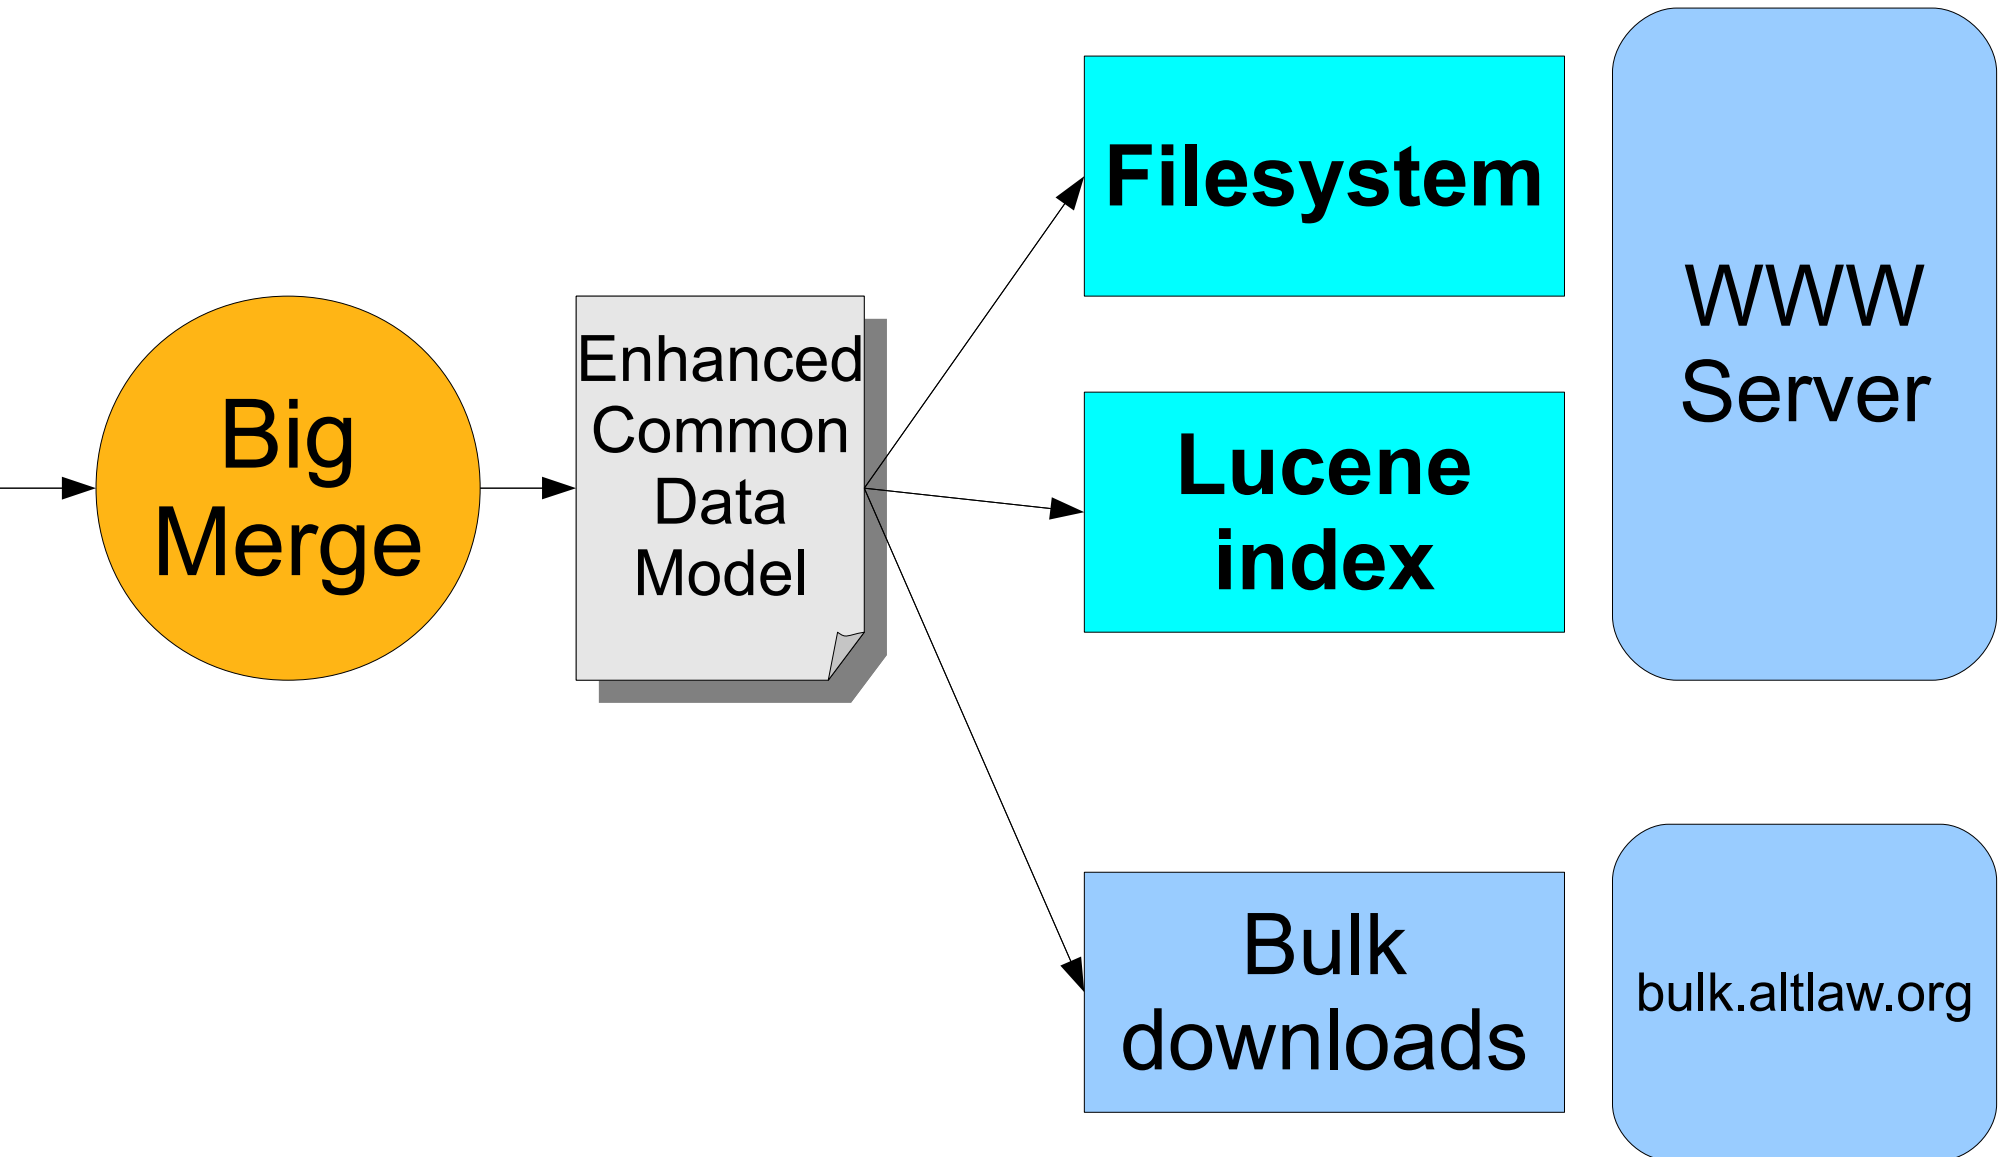 Big
Merge
Enhanced
Common
Data
Model
Filesystem
Lucene
index
Bulk
downloads
WWW
Server
bulk.altlaw.org